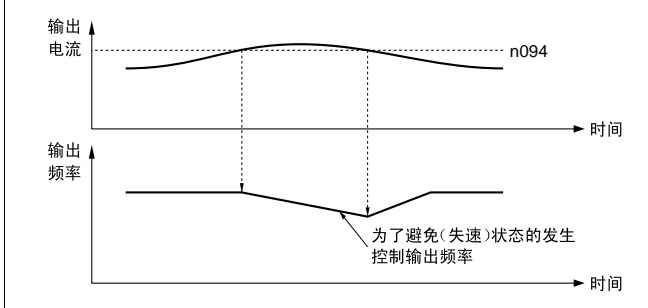 输出
电流
n094
时间
输出
频率
为了避免(失速)状态的发生
控制输出频率
时间